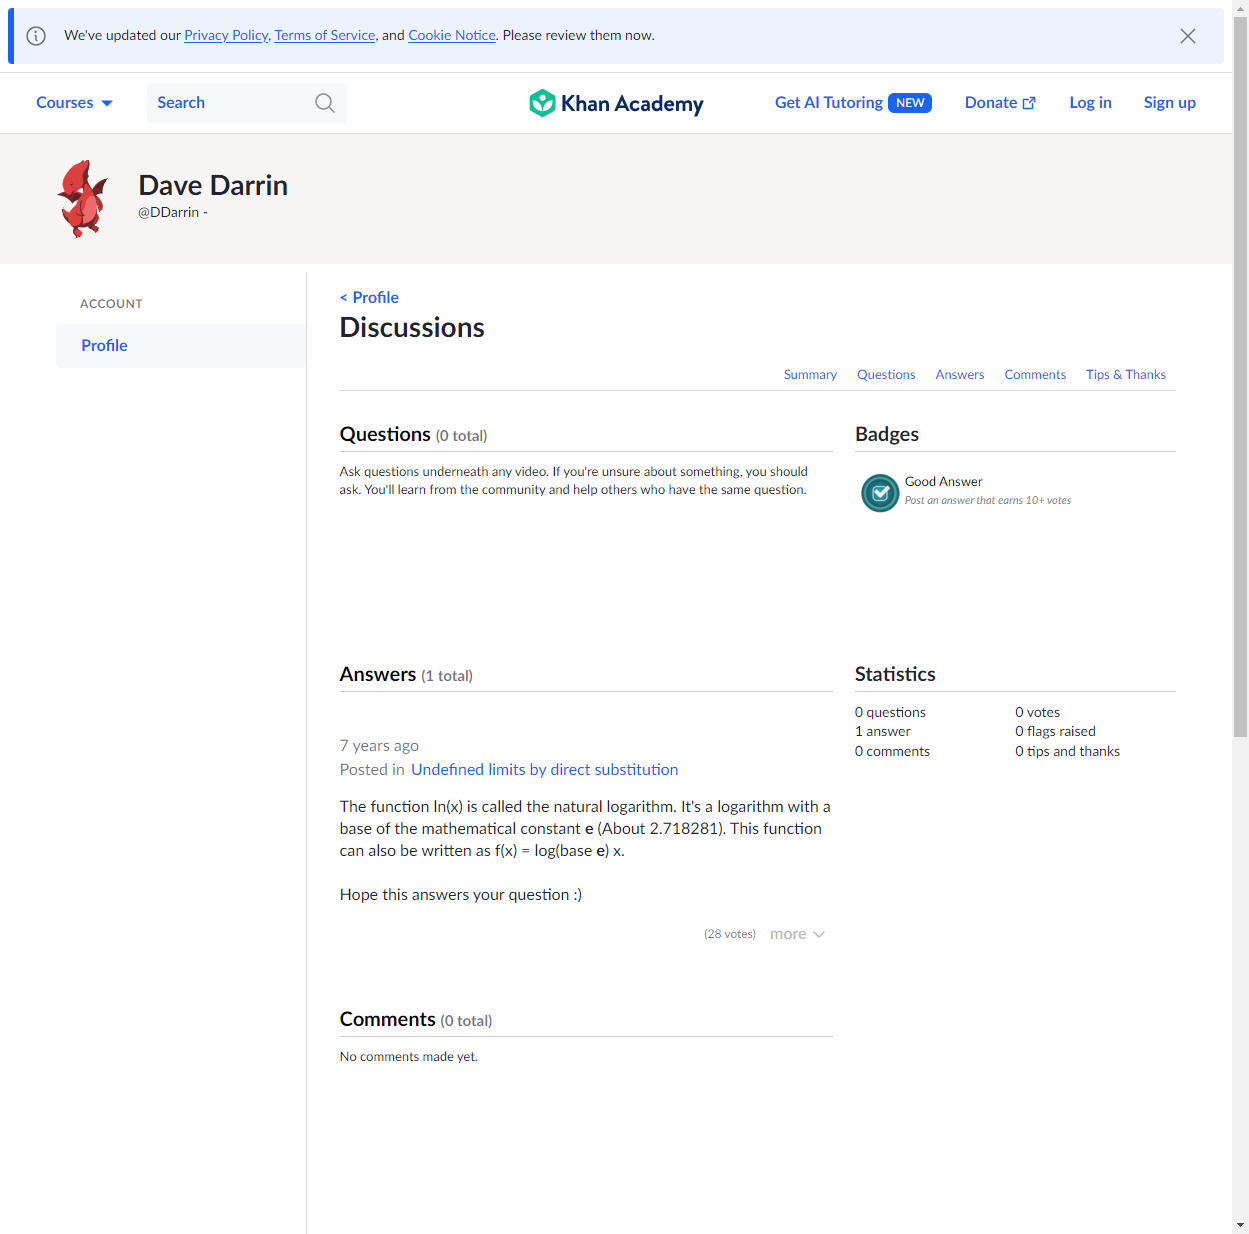 We've updated our Privacy Policy, Terms of Service, and Cookie Notice. Please review them now.
Courses
Search
Khan Academy
Get AI Tutoring NEW
Donate
Log in
Sign up
Dave Darrin
@DDarrin -
ACCOUNT
Profile
< Profile
Discussions
Summary Questions Answers Comments Tips & Thanks
Questions (0 total)
Ask questions underneath any video. If you're unsure about something, you should
ask. You'll learn from the community and help others who have the same question.
Badges
Good Answer
Post an answer that earns 10+ votes
Answers (1 total)
7 years ago
Posted in Undefined limits by direct substitution
The function ln(x) is called the natural logarithm. It's a logarithm with a
base of the mathematical constant e (About 2.718281). This function
can also be written as f(x) = log(base e) x.
Hope this answers your question :)
(28 votes) more
Statistics
0 questions 0 votes
1 answer 0 flags raised
0 comments 0 tips and thanks
Comments (0 total)
No comments made yet.